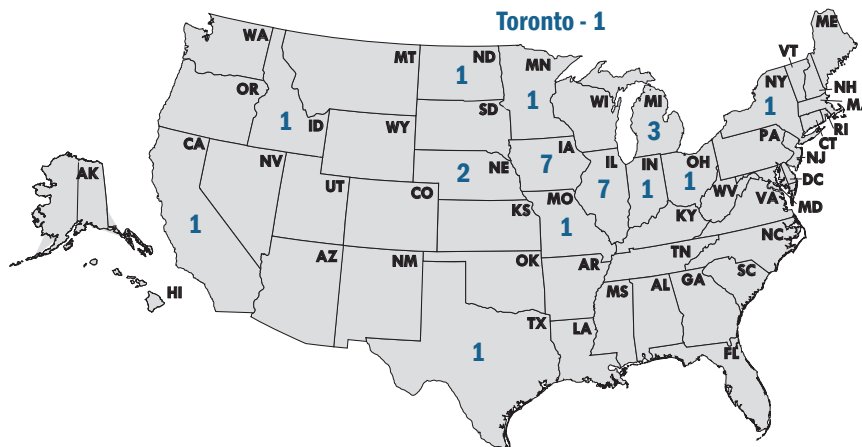 Toronto - 1
ME
WA
VT
MT
ND
MN
NY
1
NH
1
OR
MA
1
WI
MI
SD
1
ID
3
RI
WY
PA
CT
CA
IA
NJ
NV
NE
7
IL
IN
OH
2
DC
AK
UT
CO
7
1
1
WV
VA
MO
MD
KS
KY
1
1
NC
AZ
NM
OK
TN
AR
SC
HI
MS
AL
GA
TX
LA
1
FL